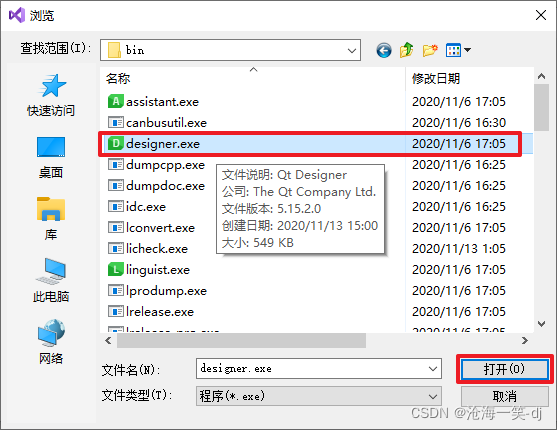 浏览
查找范围(I):
bin
名称
修改日期
快速访问
桌面
库
此电脑
网络
assistant.exe 2020/11/6 17:05
canbusutil.exe 2020/11/6 16:30
designer.exe 2020/11/6 17:05
dumpcpp.exe 2020/11/6 16:25
dumpdoc.exe 2020/11/6 16:25
idc.exe 2020/11/6 16:25
lconvert.exe 2020/11/6 17:05
licheck.exe 2020/11/13 1:05
linguist.exe 2020/11/6 17:05
lprodump.exe 2020/11/6 17:05
lrelease.exe 2020/11/6 17:05
lrelease-pro.exe 2020/11/6 17:05
文件说明: Qt Designer
公司: The Qt Company Ltd.
文件版本: 5.15.2.0
创建日期: 2020/11/13 15:00
大小: 549 KB
文件名(N):
designer.exe
打开(O)
文件类型(T):
程序(*.exe)
取消
CSDN @沧海一笑-dj